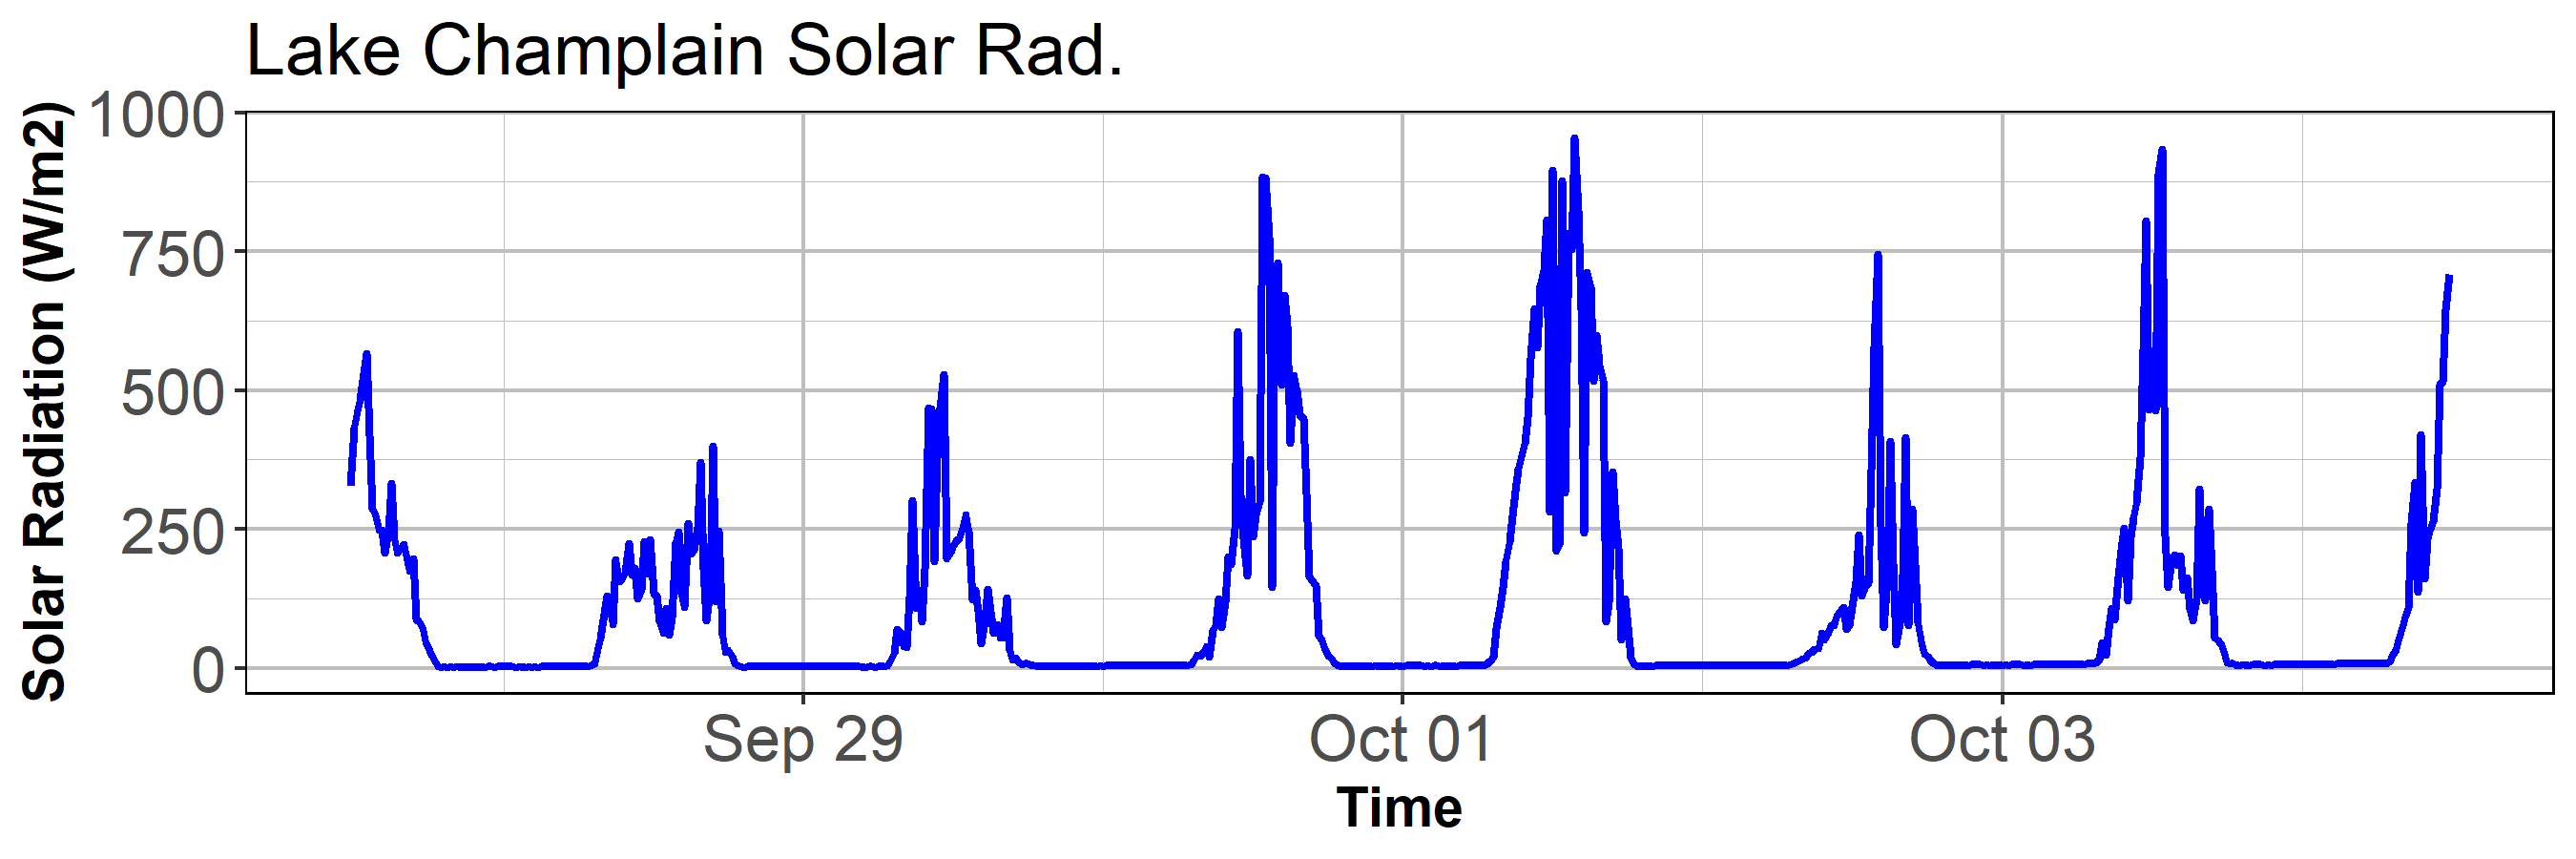 Lake Champlain Solar Rad.
Solar Radiation (W/m2)
1000
750
500
250
0
Sep 29
Oct 01
Oct 03
Time